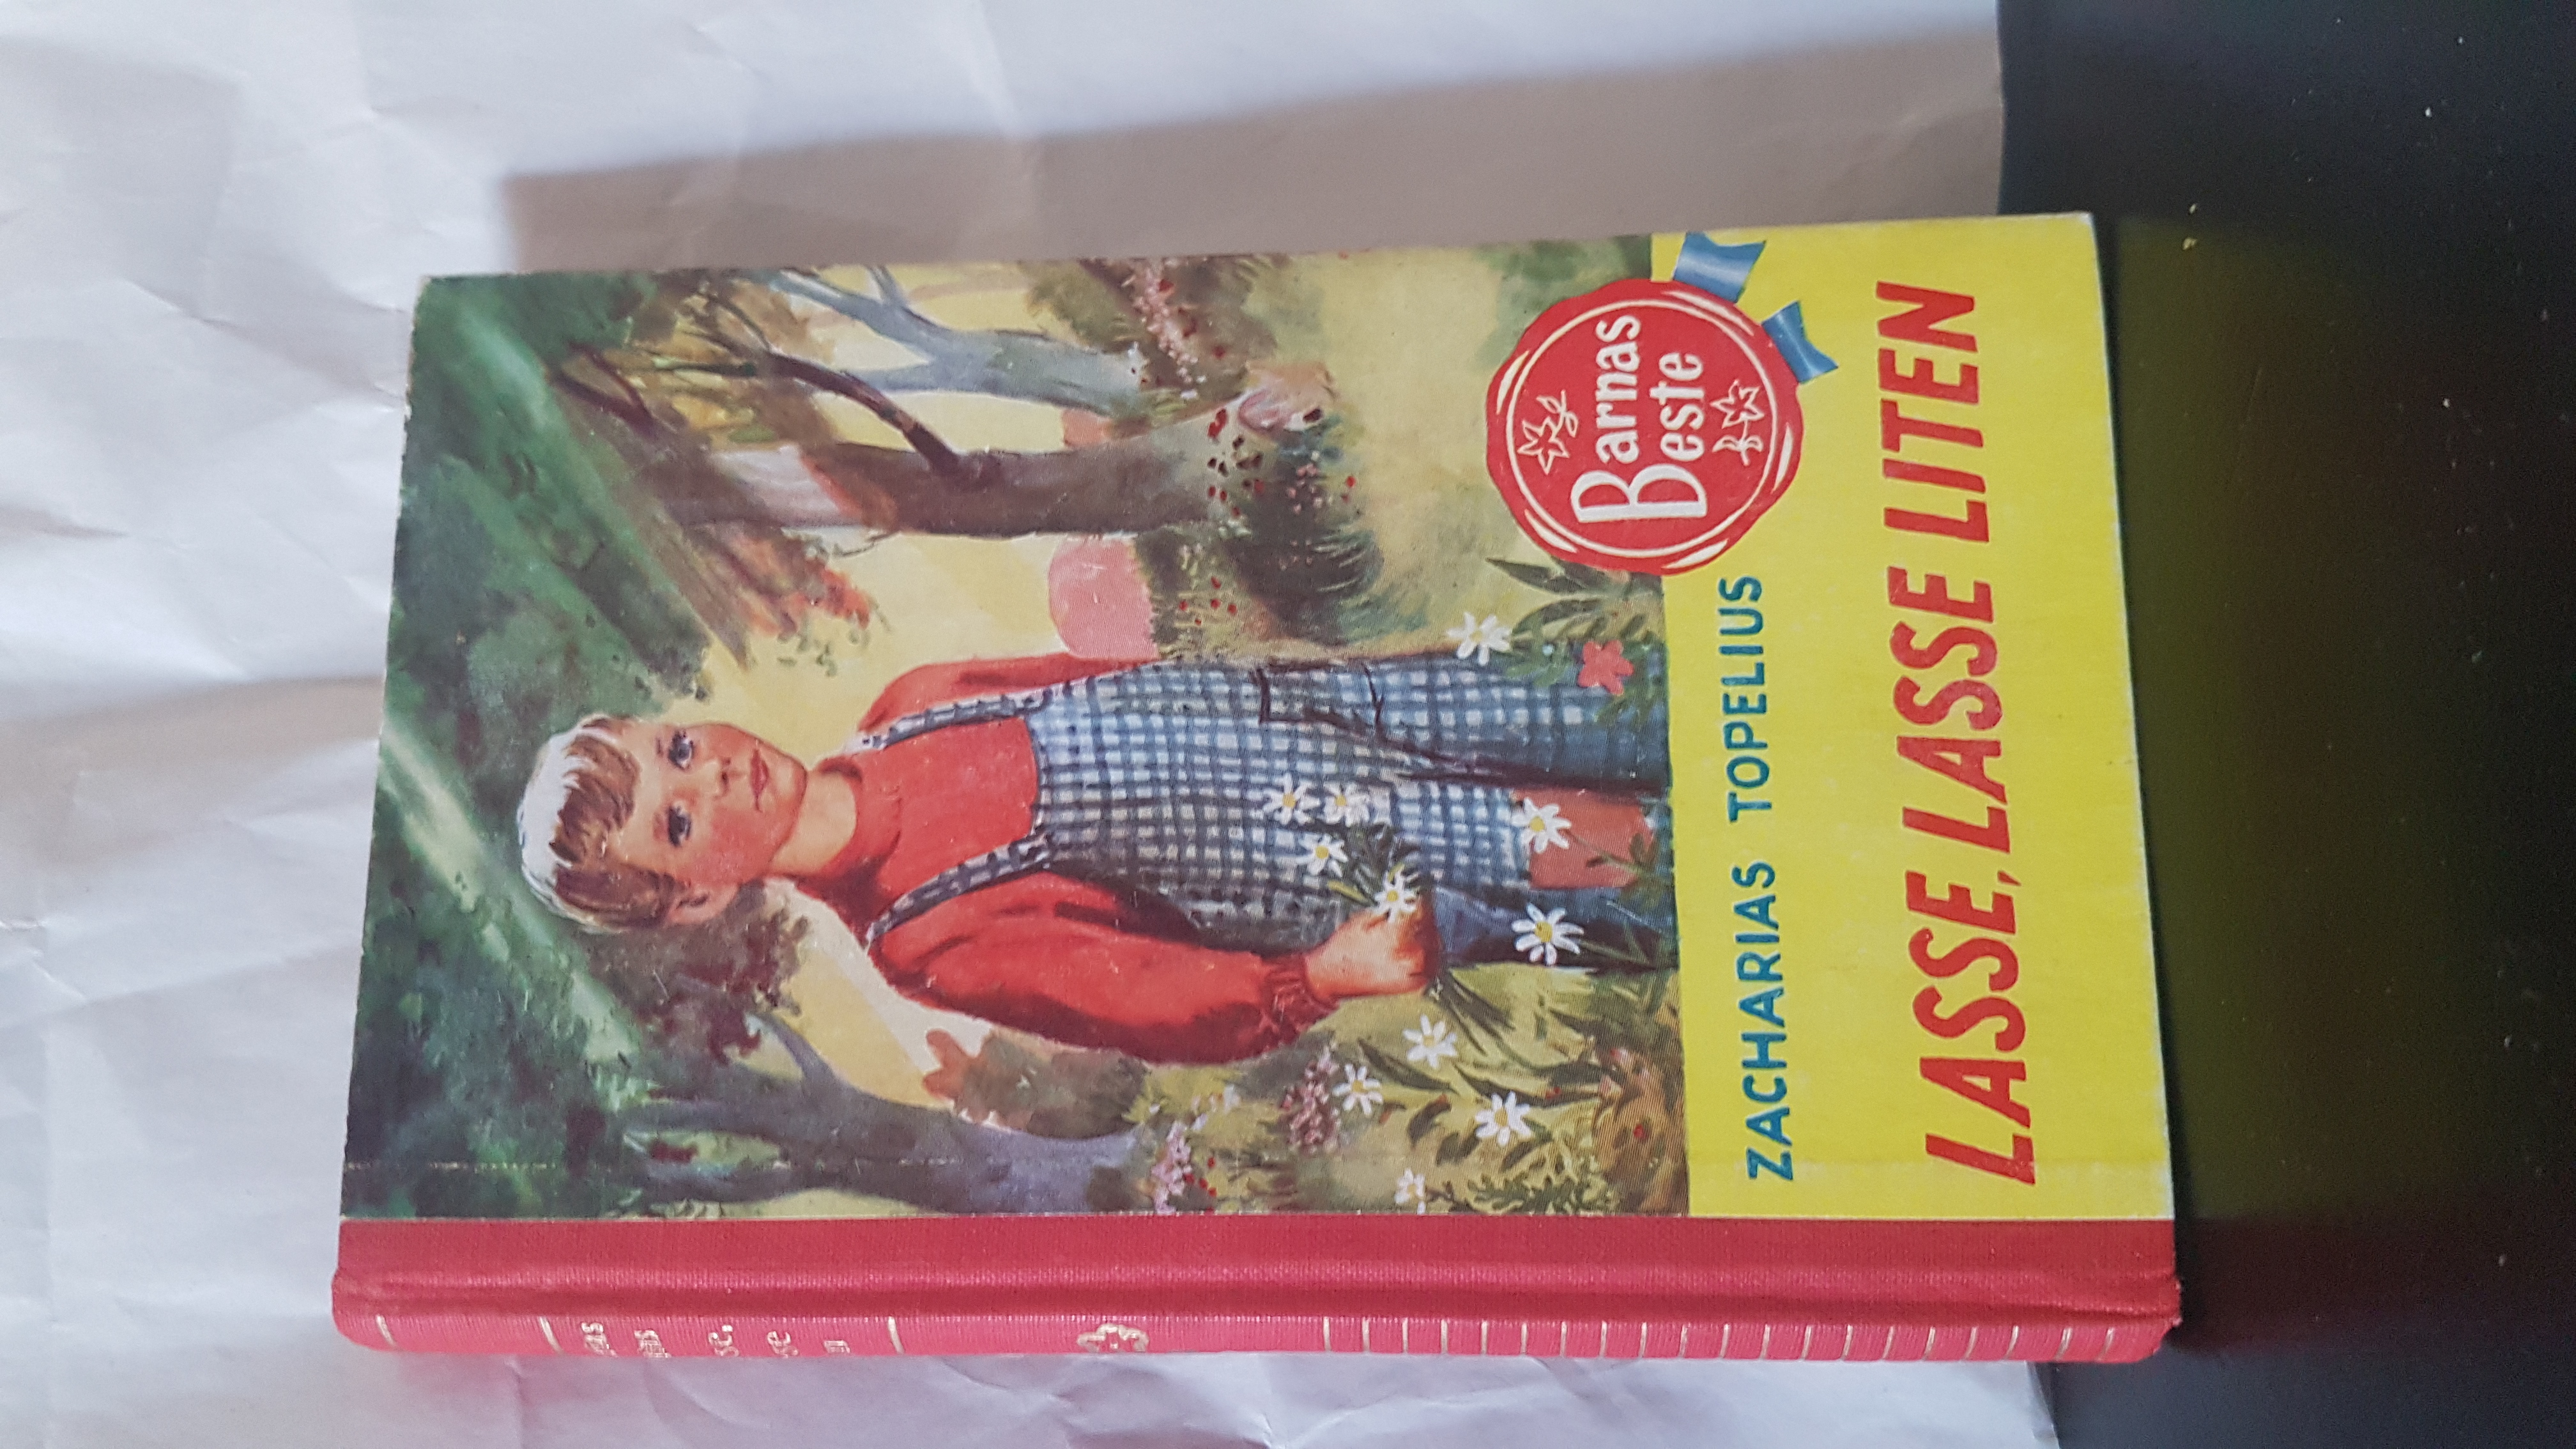 Barnas
Beste
ZACHARIAS TOPELIUS
LASSE, LASSE LITEN